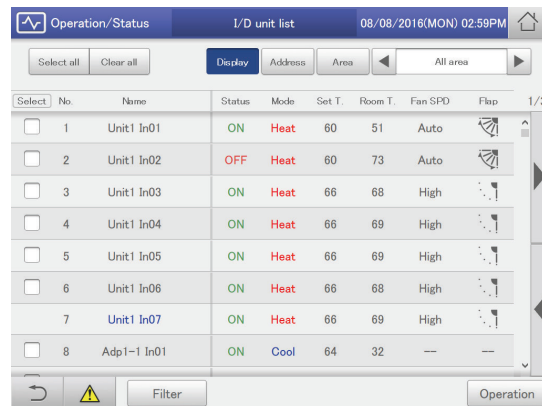 Operation/Status I/D unit list 08/08/2016(MON) 02:59PM
Select all Clear all Display Address Area All area
Select No. Name Status Mode Set T. Room T. Fan SPD Flap 1/
1 Unit1 In01 ON Heat 60 51 Auto
2 Unit1 In02 OFF Heat 60 73 Auto
3 Unit1 In03 ON Heat 66 68 High
4 Unit1 In04 ON Heat 66 69 High
5 Unit1 In05 ON Heat 66 69 High
6 Unit1 In06 ON Heat 66 68 High
7 Unit1 In07 ON Heat 66 69 High
8 Adp1-1 In01 ON Cool 64 32 -- --
Filter Operation